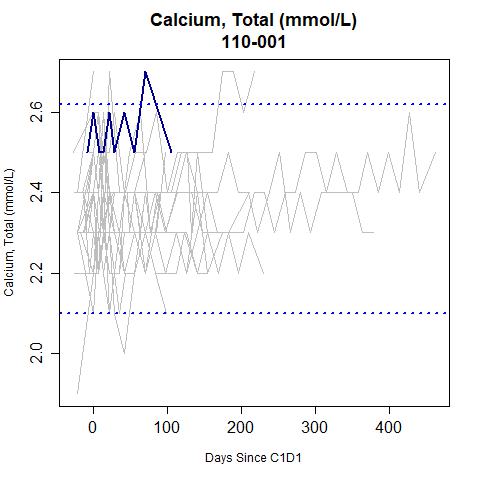 Calcium, Total (mmol/L)
110-001
Calcium, Total (mmol/L)
2.6
2.4
2.2
2.0
0 100 200 300 400
Days Since C1D1